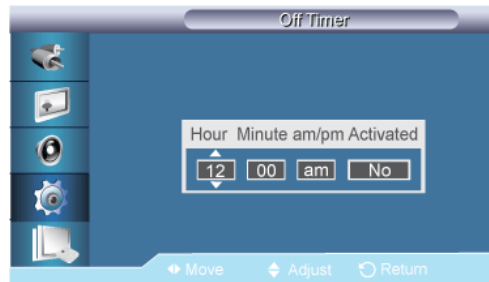 Off Timer
Hour Minute am/pm Activated
12 00 am No
Move Adjust Return